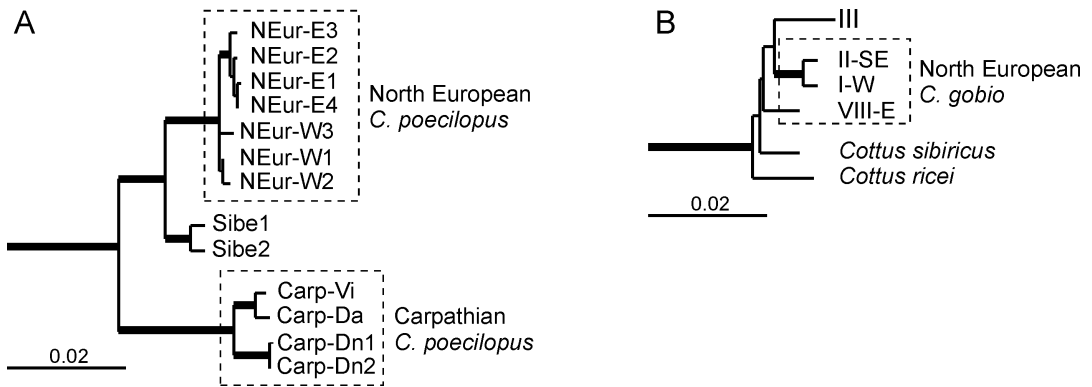 A
NEur-E3
NEur-E2
NEur-E1
NEur-E4
NEur-W3
NEur-W1
NEur-W2
North European
C. poecilopus
Sibe1
Sibe2
Carp-Vi
Carp-Da
Carp-Dn1
Carp-Dn2
Carpathian
C. poecilopus
0.02
B
III
II-SE
I-W
VIII-E
North European
C. gobio
Cottus sibiricus
Cottus ricei
0.02